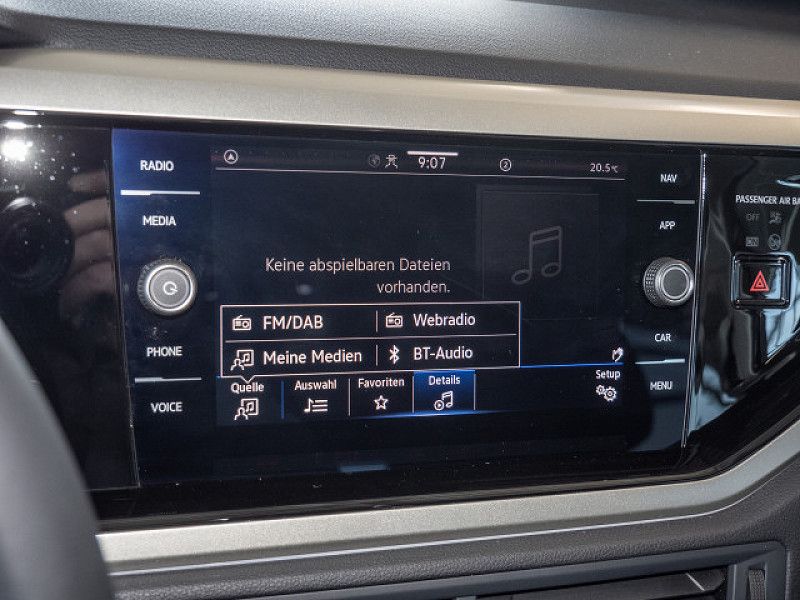 RADIO
MEDIA
PHONE
VOICE
9:07
2
20.5°C
Keine abspielbaren Dateien
vorhanden.
FM/DAB
Webradio
Meine Medien
BT-Audio
Quelle
Auswahl
Favoriten
Details
Setup
NAV
APP
CAR
MENU
PASSENGER AIR BA
OFF
ON